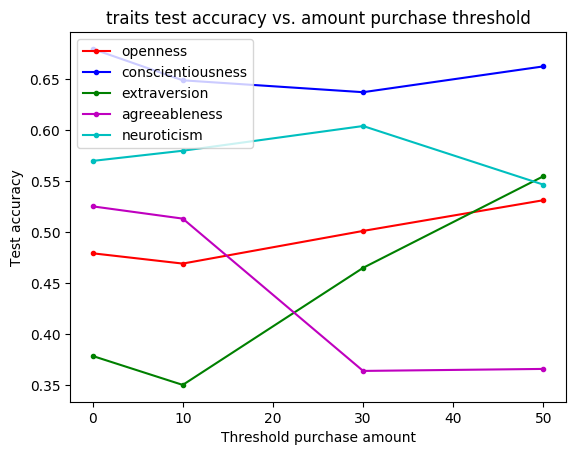 traits test accuracy vs. amount purchase threshold
openness
conscientiousness
extraversion
agreeableness
neuroticism
Test accuracy
0.65
0.60
0.55
0.50
0.45
0.40
0.35
0 10 20 30 40 50
Threshold purchase amount